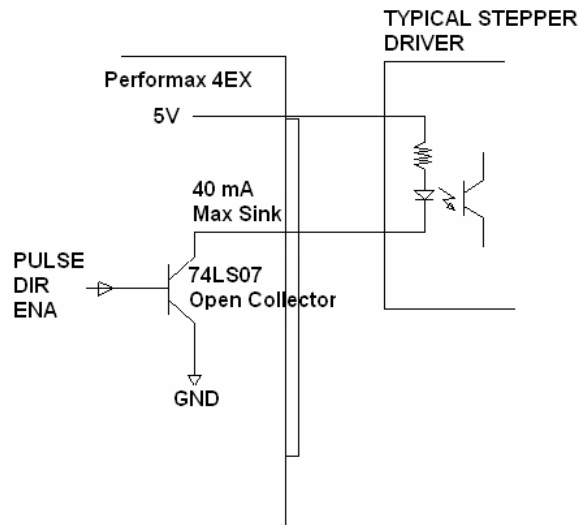 TYPICAL STEPPER
DRIVER
Performax 4EX
5V
40 mA
Max Sink
PULSE
DIR
ENA
74LS07
Open Collector
GND